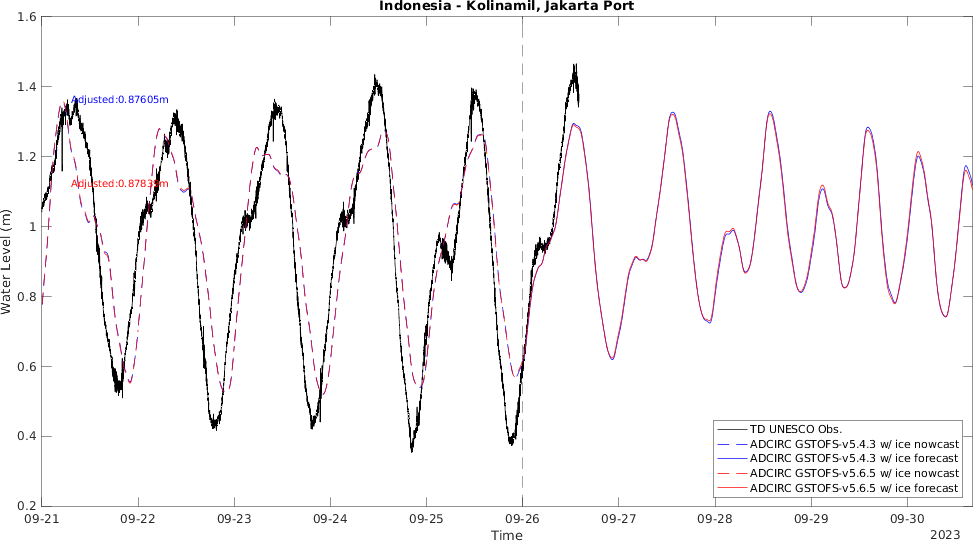 Indonesia - Kolinamil, Jakarta Port
1.6
1.4
1.2
1
0.8
0.6
0.4
0.2
Water Level (m)
Adjusted:0.87605m
Adjusted:0.87835m
TD UNESCO Obs.
ADCIRC GSTOFS-v5.4.3 w/ ice nowcast
ADCIRC GSTOFS-v5.4.3 w/ ice forecast
ADCIRC GSTOFS-v5.6.5 w/ ice nowcast
ADCIRC GSTOFS-v5.6.5 w/ ice forecast
09-21 09-22 09-23 09-24 09-25 09-26 09-27 09-28 09-29 09-30
Time
2023